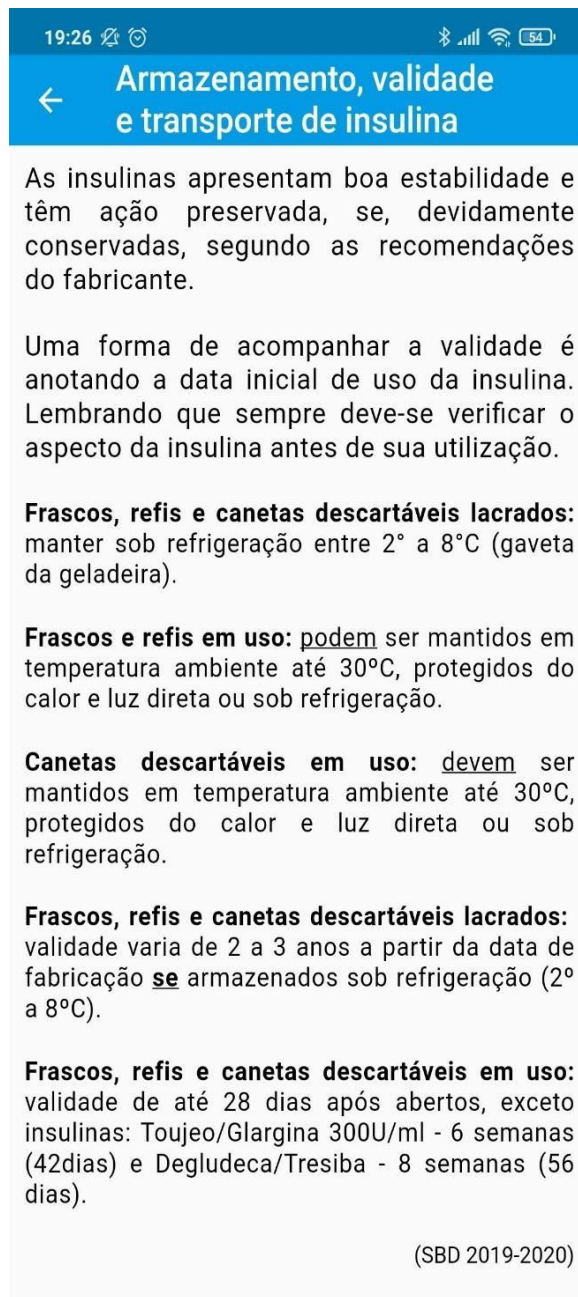 19:26
54
Armazenamento, validade
e transporte de insulina
As insulinas apresentam boa estabilidade e
têm ação preservada, se, devidamente
conservadas, segundo as recomendações
do fabricante.
Uma forma de acompanhar a validade é
anotando a data inicial de uso da insulina.
Lembrando que sempre deve-se verificar o
aspecto da insulina antes de sua utilização.
Frascos, refis e canetas descartáveis lacrados:
manter sob refrigeração entre 2° a 8°C (gaveta
da geladeira).
Frascos e refis em uso: podem ser mantidos em
temperatura ambiente até 30ºC, protegidos do
calor e luz direta ou sob refrigeração.
Canetas descartáveis em uso: devem ser
mantidos em temperatura ambiente até 30ºC,
protegidos do calor e luz direta ou sob
refrigeração.
Frascos, refis e canetas descartáveis lacrados:
validade varia de 2 a 3 anos a partir da data de
fabricação se armazenados sob refrigeração (2º
a 8ºC).
Frascos, refis e canetas descartáveis em uso:
validade de até 28 dias após abertos, exceto
insulinas: Toujeo/Glargina 300U/ml - 6 semanas
(42dias) e Degludeca/Tresiba - 8 semanas (56
dias).
(SBD 2019-2020)